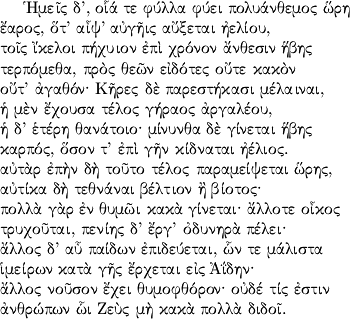 Ἡμεῖς δ', οἷά τε φύλλα φύει πολυάνθεμος ὥρη
ἔαρος, ὅτ' αἶψ' αὐγῇς αὔξεται ἠελίου,
τοῖς ἴκελοι πήχυιον ἐπὶ χρόνον ἄνθεσιν ἥβης
τερπόμεθα, πρὸς θεῶν εἰδότες οὔτε κακὸν
οὔτ' ἀγαθόν· Κῆρες δὲ παρεστήκασι μέλαιναι,
ἡ μὲν ἔχουσα τέλος γήραος ἀργαλέου,
ἡ δ' ἑτέρη θανάτοιο· μίνυνθα δὲ γίνεται ἥβης
καρπός, ὅσον τ' ἐπὶ γῆν κίδναται ἠέλιος.
αὐτὰρ ἐπὴν δὴ τοῦτο τέλος παραμείψεται ὥρης,
αὐτίκα δὴ τεθνάναι βέλτιον ἢ βίοτος·
πολλὰ γὰρ ἐν θυμῶι κακὰ γίνεται· ἄλλοτε οἶκος
τρυχοῦται, πενίης δ' ἔργ' ὀδυνηρὰ πέλει·
ἄλλος δ' αὖ παίδων ἐπιδεύεται, ὧν τε μάλιστα
ἱμείρων κατὰ γῆς ἔρχεται εἰς Ἀΐδην·
ἄλλος νοῦσον ἔχει θυμοφθόρον· οὐδέ τίς ἐστιν
ἀνθρώπων ὧι Ζεὺς μὴ κακὰ πολλὰ διδοῖ.